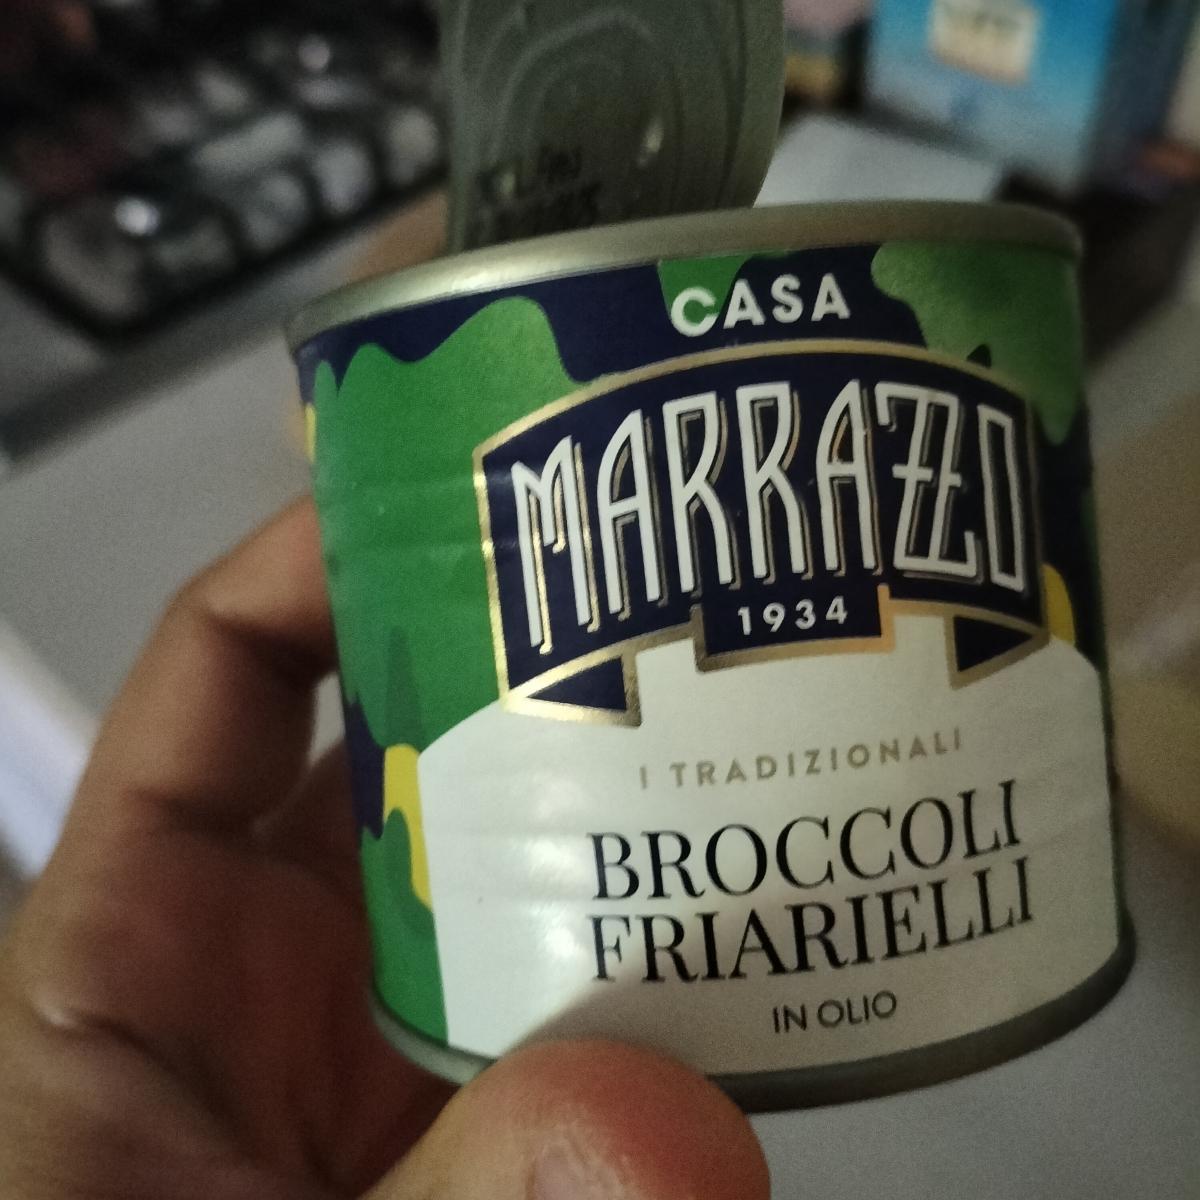 CASA
MARRAZZO
1934
I TRADIZIONALI
BROCCOLI
FRIARIELLI
IN OLIO